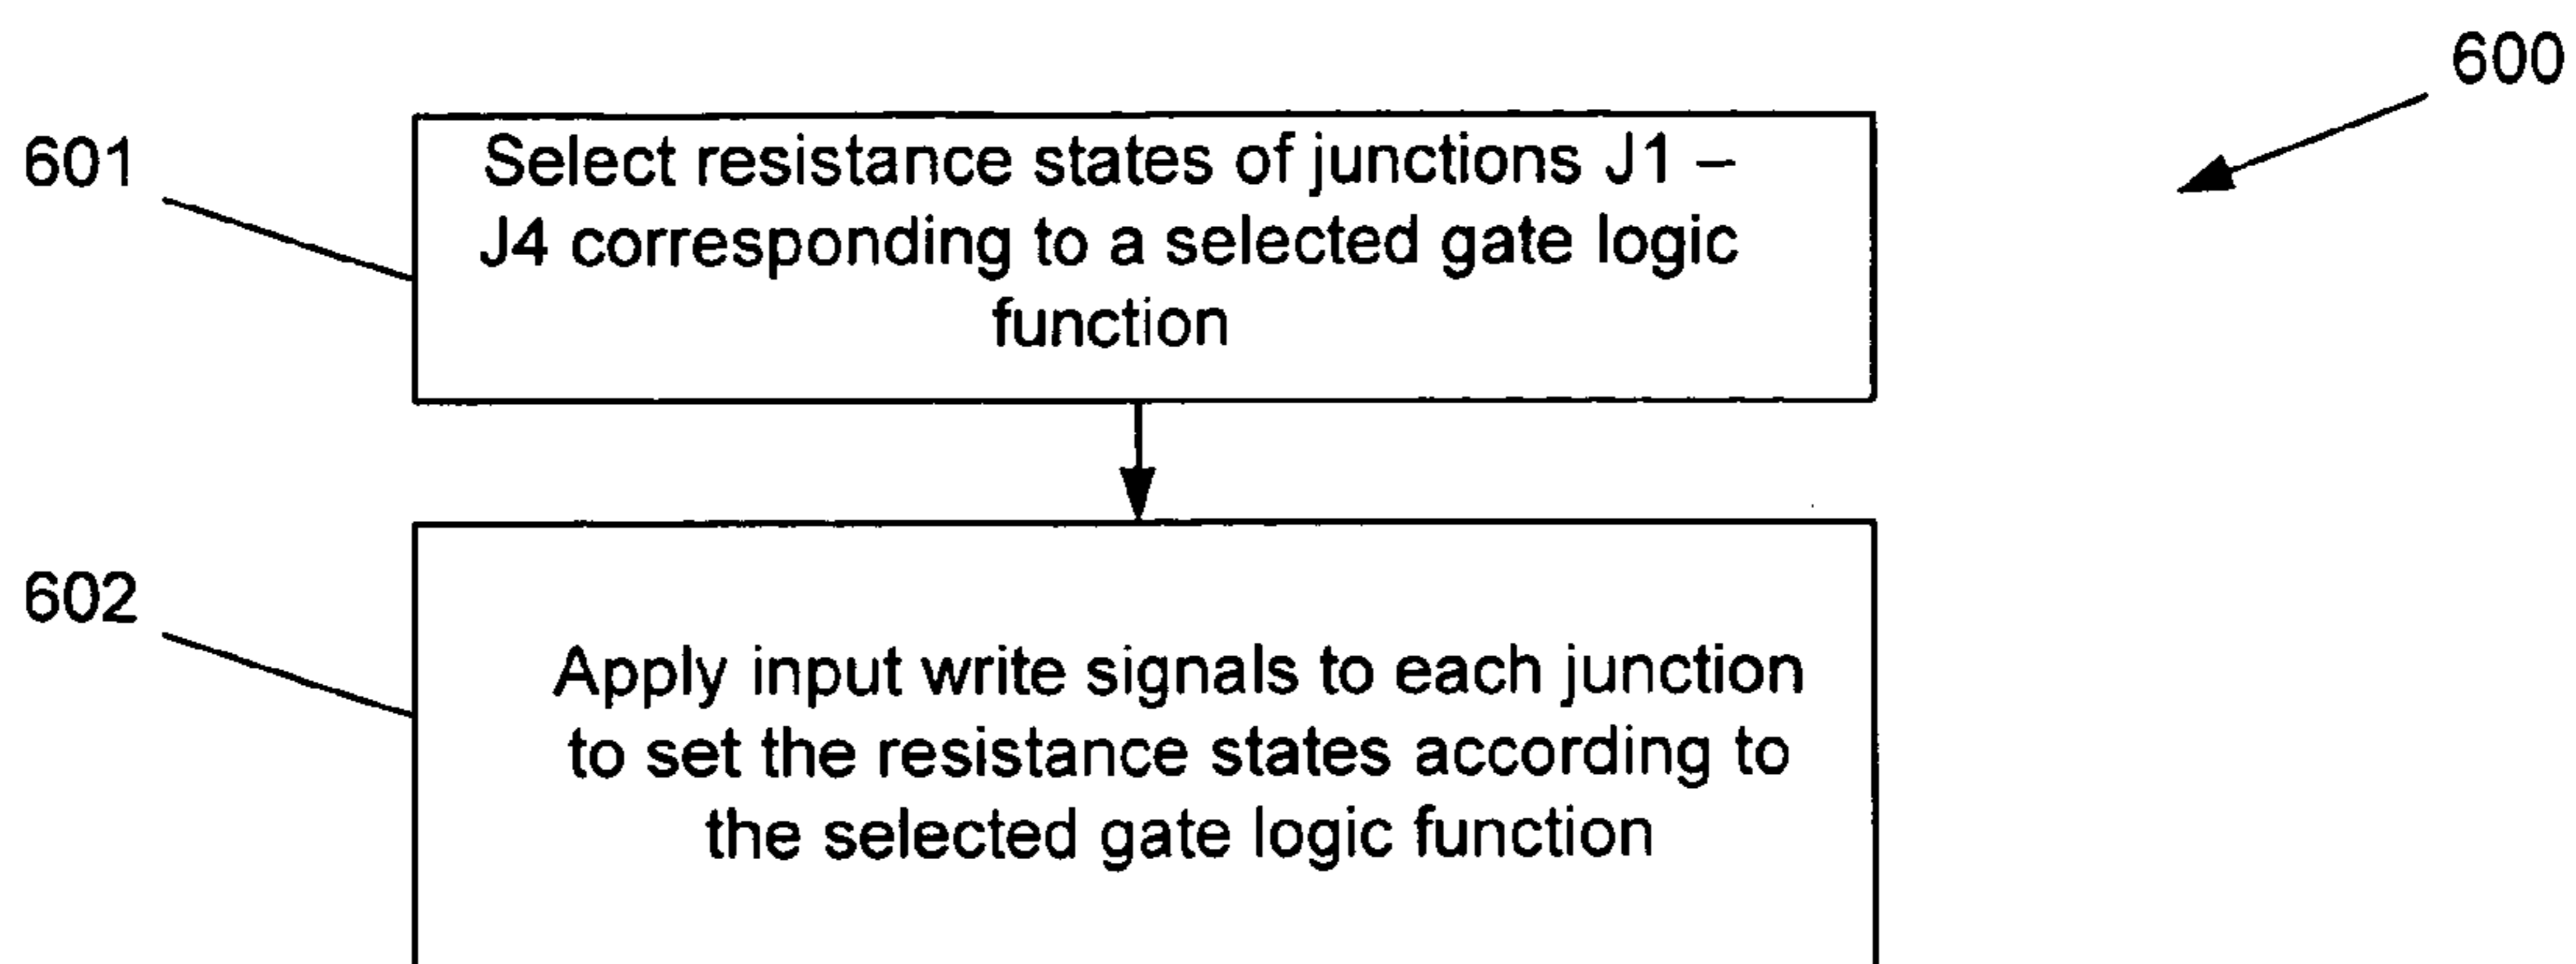 600
601
Select resistance states of junctions J1 –
J4 corresponding to a selected gate logic
function
602
Apply input write signals to each junction
to set the resistance states according to
the selected gate logic function